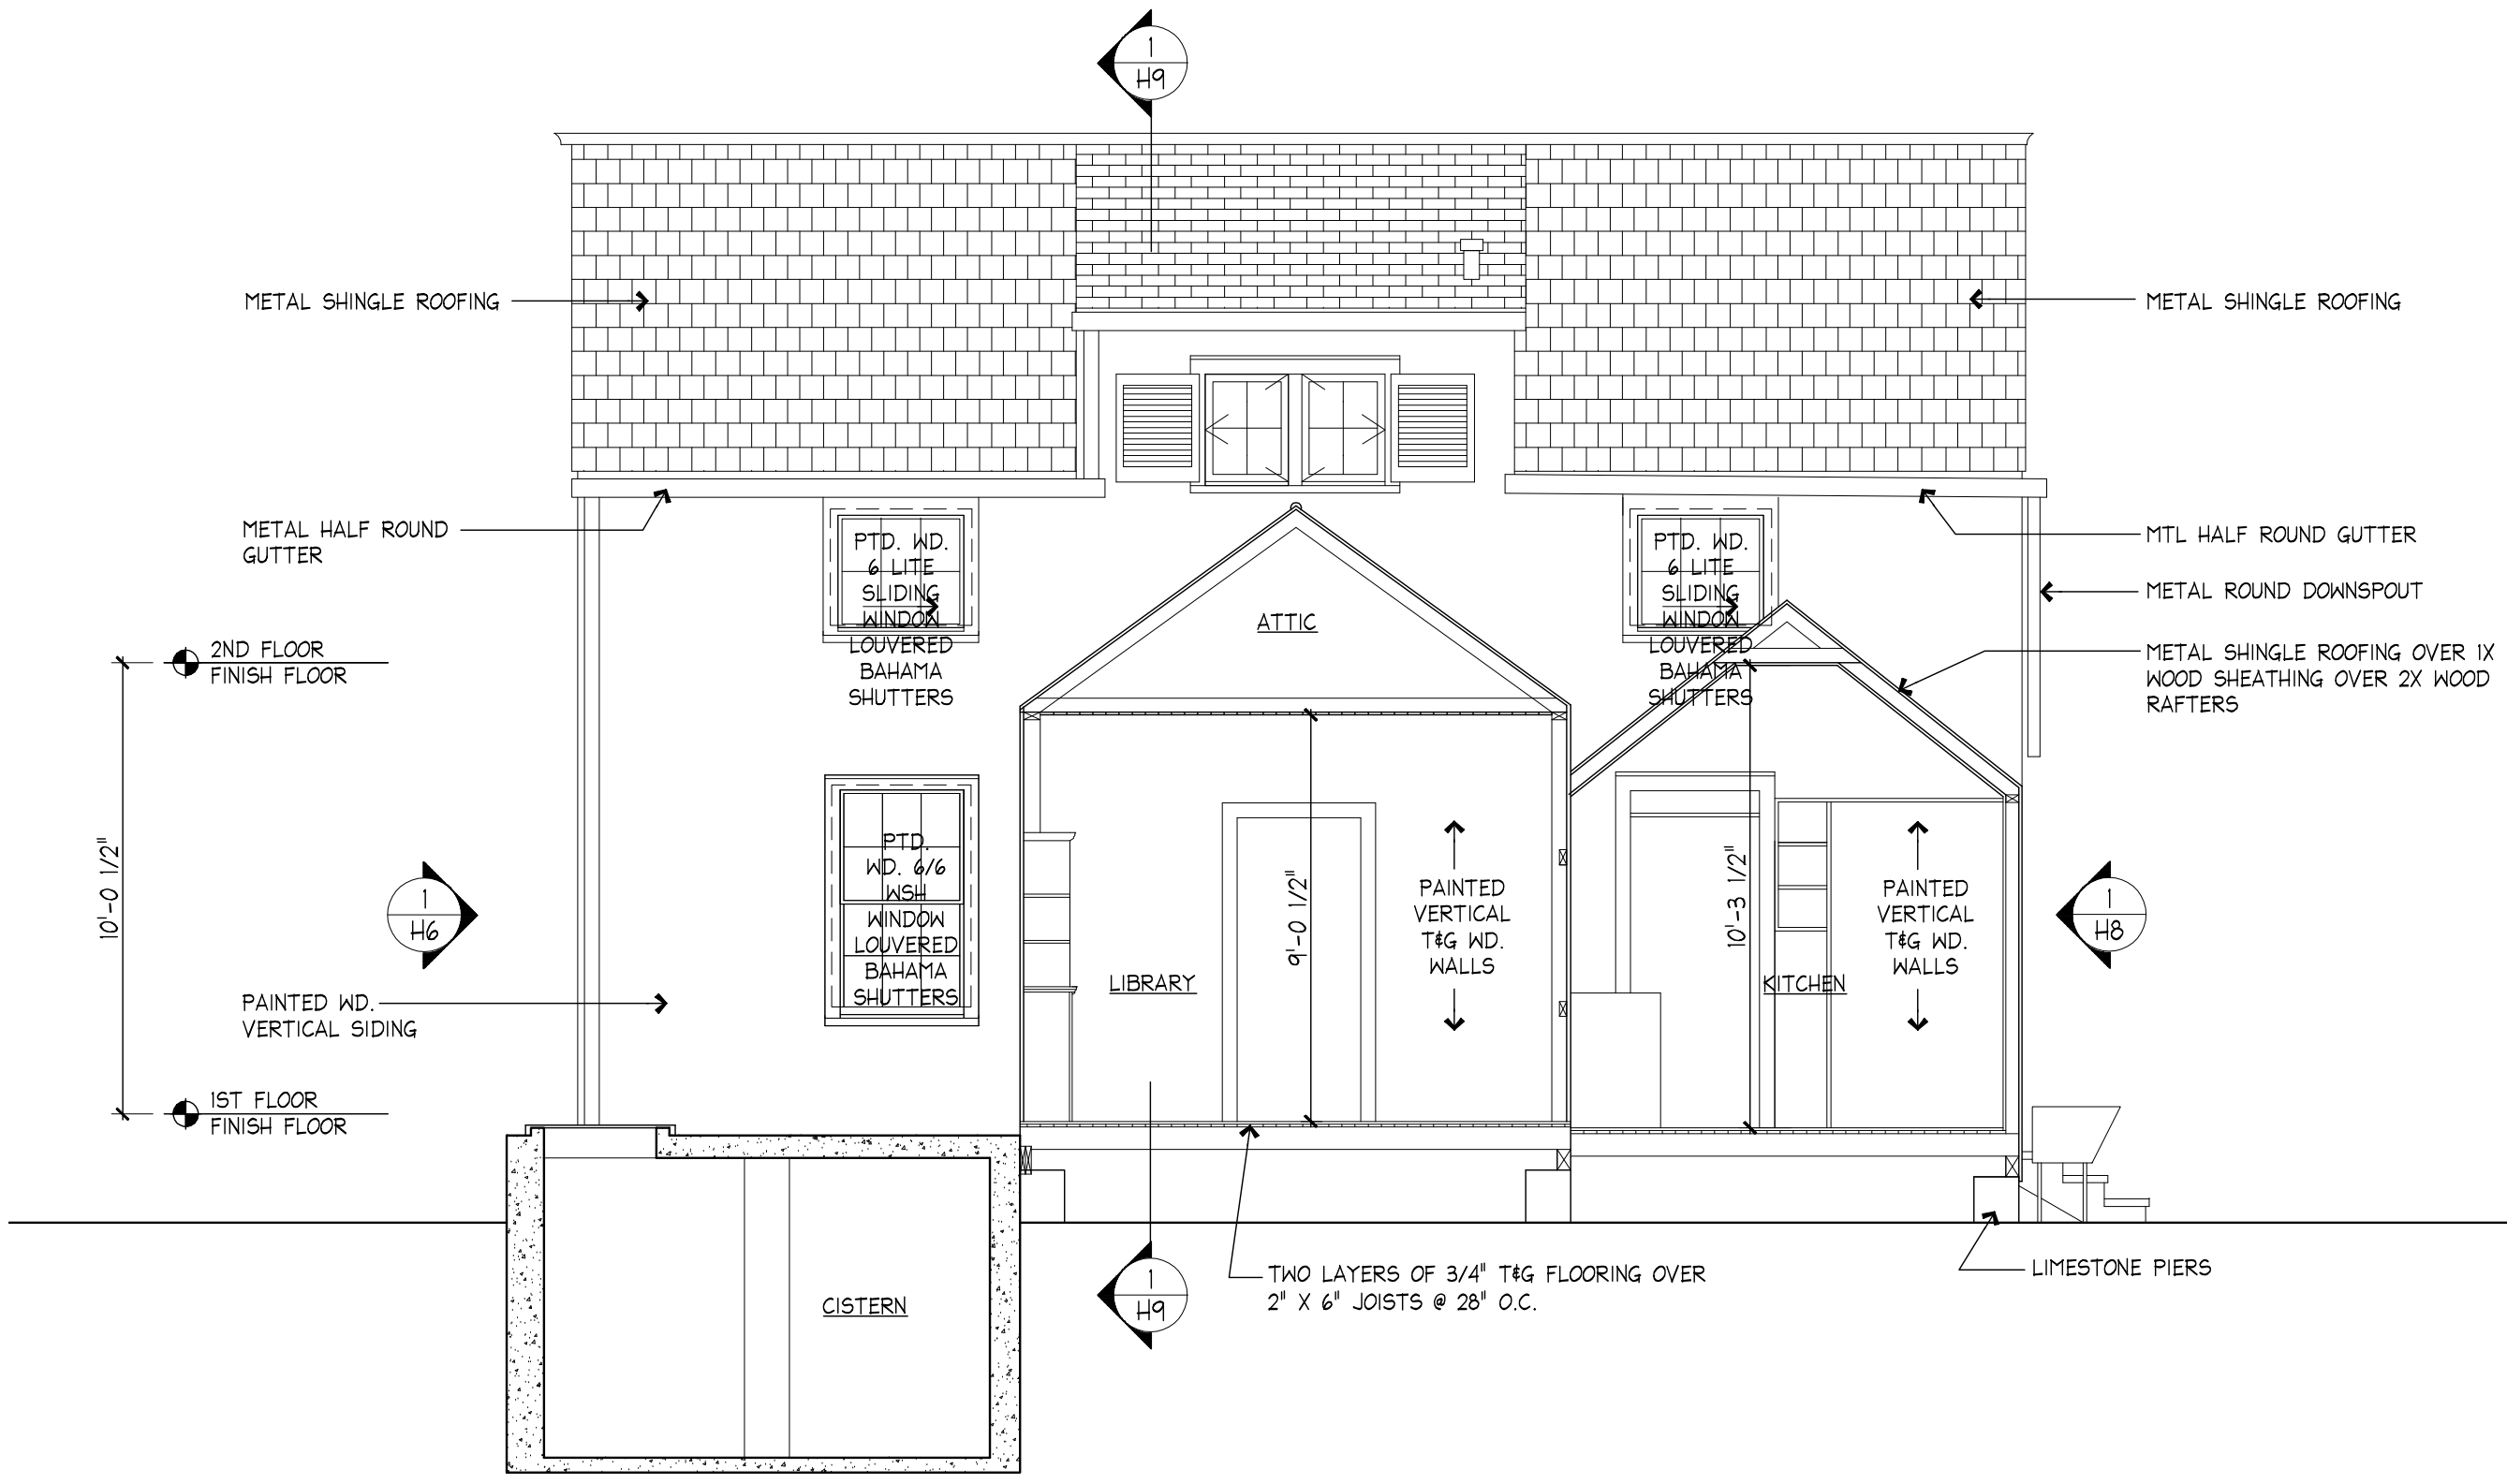 1
H9
METAL SHINGLE ROOFING
METAL SHINGLE ROOFING
METAL HALF ROUND
GUTTER
PTD. WD.
6 LITE
SLIDING
WINDOW
LOUVERED
BAHAMA
SHUTTERS
PTD. WD.
6 LITE
SLIDING
WINDOW
LOUVERED
BAHAMA
SHUTTERS
MTL HALF ROUND GUTTER
METAL ROUND DOWNSPOUT
METAL SHINGLE ROOFING OVER 1X
WOOD SHEATHING OVER 2X WOOD
RAFTERS
ATTIC
2ND FLOOR
FINISH FLOOR
10'-0 1/2"
1
H6
PTD.
WD. 6/6
WSH
WINDOW
LOUVERED
BAHAMA
SHUTTERS
LIBRARY
9'-0 1/2"
PAINTED
VERTICAL
T&G WD.
WALLS
10'-3 1/2"
KITCHEN
PAINTED
VERTICAL
T&G WD.
WALLS
1
H8
PAINTED WD.
VERTICAL SIDING
1ST FLOOR
FINISH FLOOR
CISTERN
1
H9
TWO LAYERS OF 3/4" T&G FLOORING OVER
2" X 6" JOISTS @ 28" O.C.
LIMESTONE PIERS